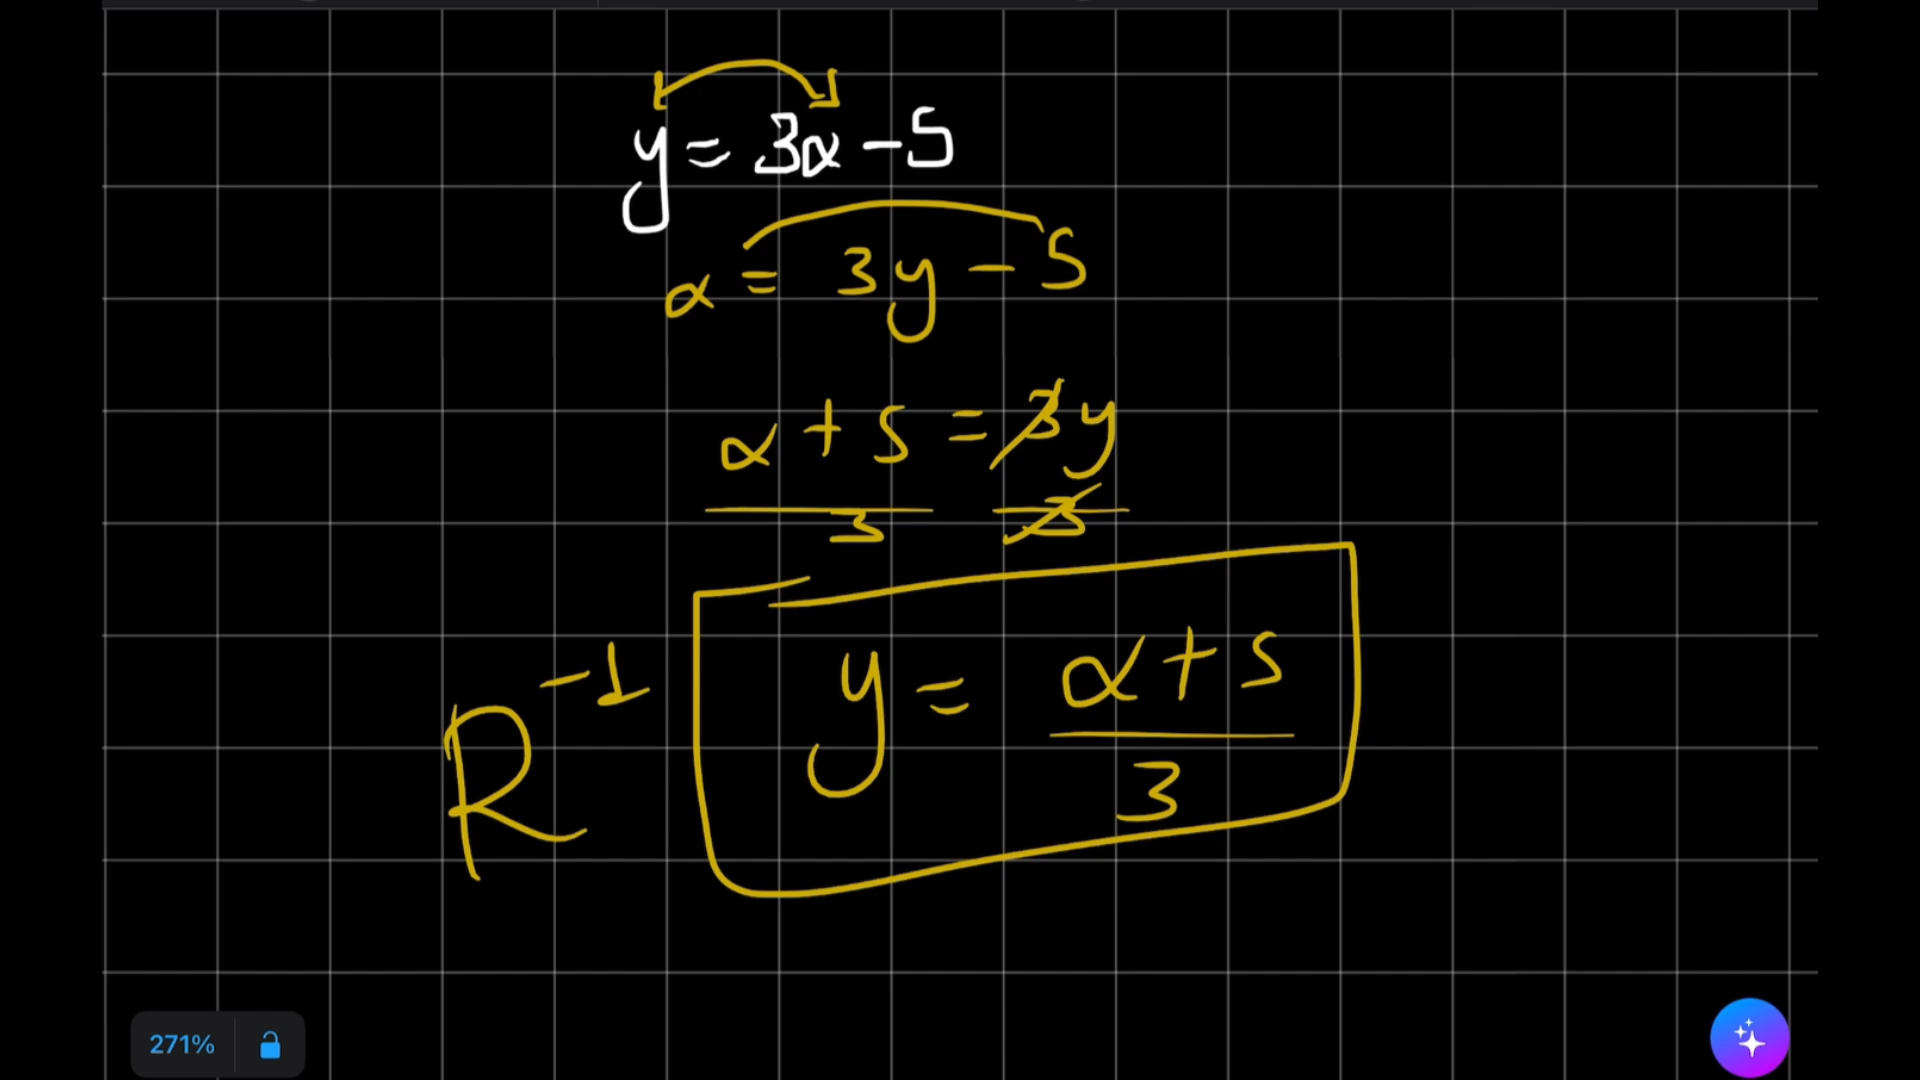 y = 3x - 5
x = 3y - 5
x + 5 = 3y
3 3
R⁻¹ y = x + 5
3
271%